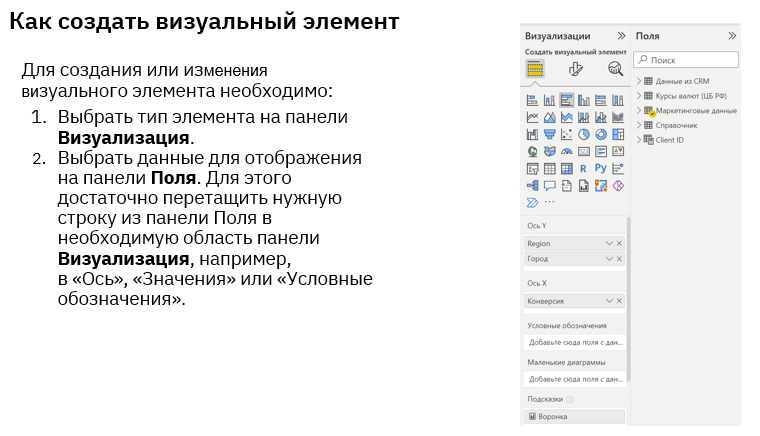 Как создать визуальный элемент
Для создания или изменения
визуального элемента необходимо:
1. Выбрать тип элемента на панели
Визуализация.
2. Выбрать данные для отображения
на панели Поля. Для этого
достаточно перетащить нужную
строку из панели Поля в
необходимую область панели
Визуализация, например,
в «Ось», «Значения» или «Условные
обозначения».
Визуализации
Создать визуальный элемент
R Py
Ось Y
Region
Город
Ось X
Конверсия
Условные обозначения
Добавьте сюда поля с дан...
Маленькие диаграммы
Добавьте сюда поля с дан...
Подсказки
Воронка
Поля
Поиск
Данные из CRM
Курсы валют (ЦБ РФ)
Маркетинговые данные
Справочник
Client ID